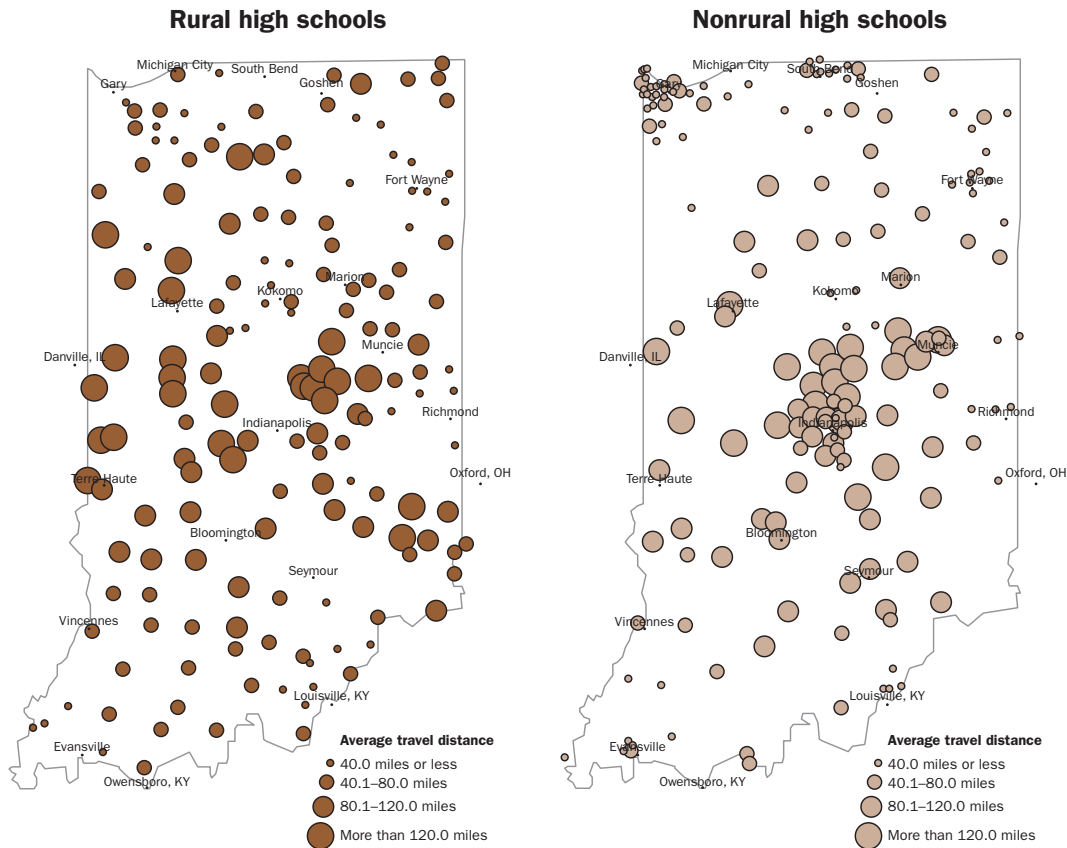 Rural high schools
Michigan City
South Bend
Gary
Goshen
Fort Wayne
Marion
Kokomo
Lafayette
Muncie
Danville, IL
Richmond
Indianapolis
Oxford, OH
Terre Haute
Bloomington
Seymour
Vincennes
Louisville, KY
Evansville
Owensboro, KY
Average travel distance
40.0 miles or less
40.1–80.0 miles
80.1–120.0 miles
More than 120.0 miles
Nonrural high schools
Michigan City
South Bend
Gary
Goshen
Fort Wayne
Marion
Kokomo
Lafayette
Muncie
Danville, IL
Richmond
Indianapolis
Oxford, OH
Terre Haute
Bloomington
Seymour
Vincennes
Louisville, KY
Evansville
Owensboro, KY
Average travel distance
40.0 miles or less
40.1–80.0 miles
80.1–120.0 miles
More than 120.0 miles